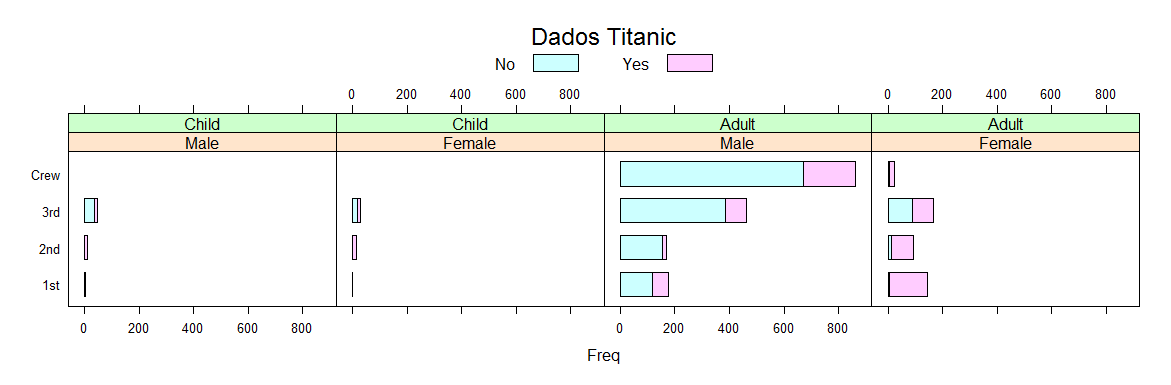 Dados Titanic
No Yes
0 200 400 600 800 0 200 400 600 800
Child Child Adult Adult
Male Female Male Female
Crew
3rd
2nd
1st
0 200 400 600 800 0 200 400 600 800
Freq